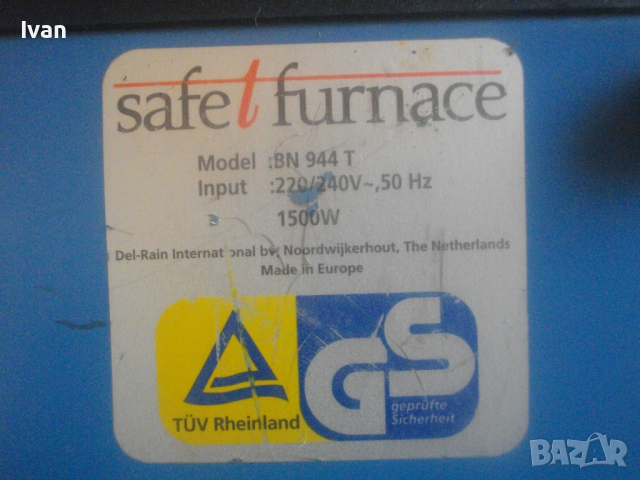 Ivan
safe t furnace
Model :BN 944 T
Input :220/240V~,50 Hz
1500W
Del-Rain International bv Noordwijkerhout, The Netherlands
Made in Europe
TÜV Rheinland
GS
geprüfte
Sicherheit
BAZAR